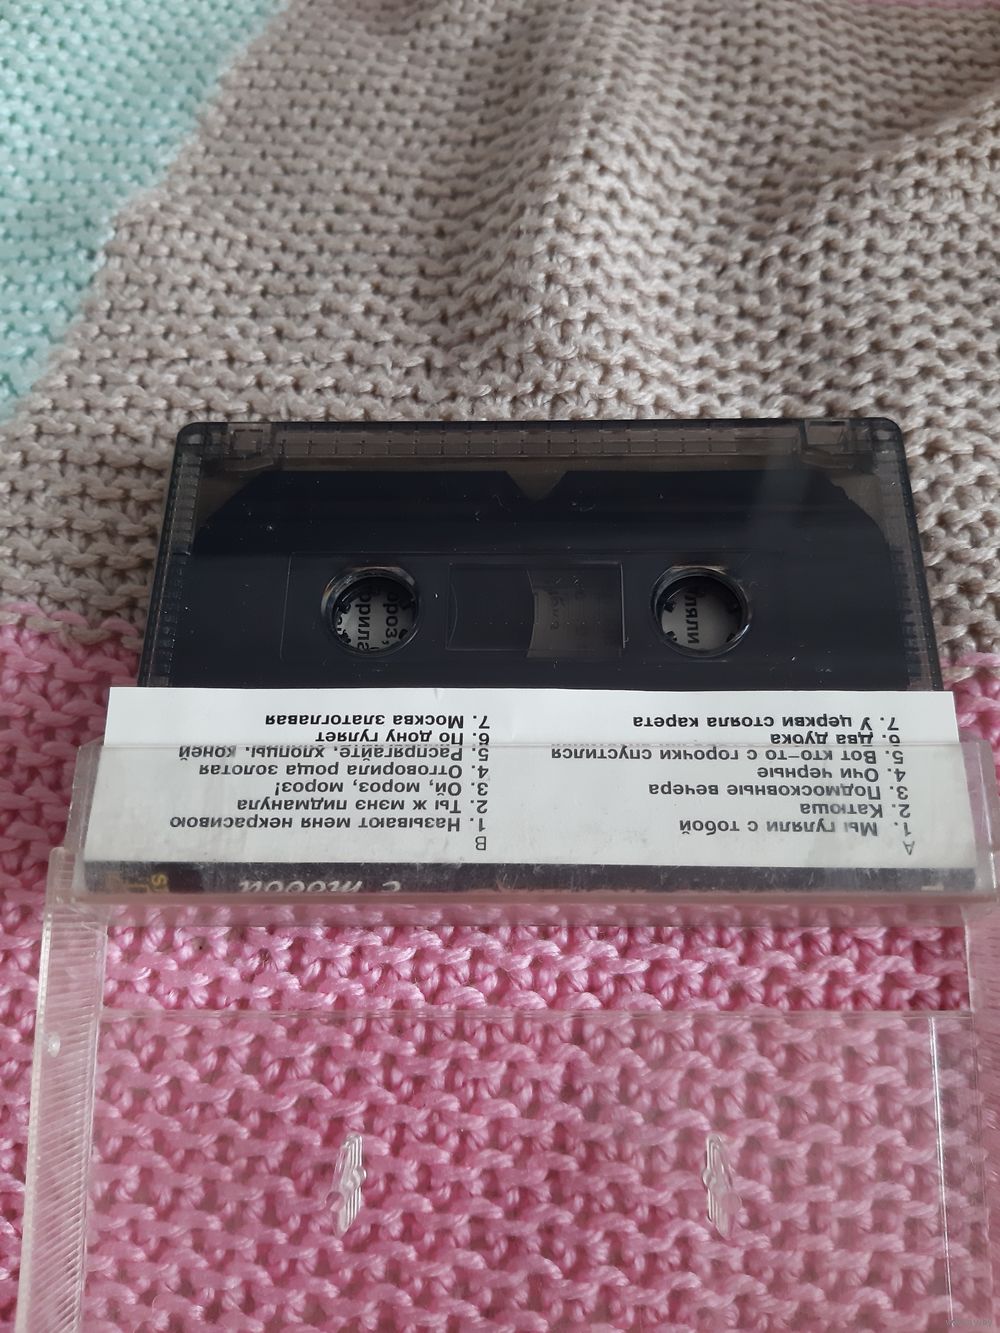 A
1. Мы гуляли с тобой
2. Катюша
3. Подмосковные вечера
4. Очи черные
5. Вот кто-то с горочки спустился
6. Два дубка
7. У церкви стояла карета
В
1. Называют меня некрасивою
2. Ты ж мэнэ пидманула
3. Ой, мороз, мороз!
4. Отговорила роща золотая
5. Распрягайте, хлопцы, коней
6. По дону гуляет
7. Москва златоглавая
с тобой